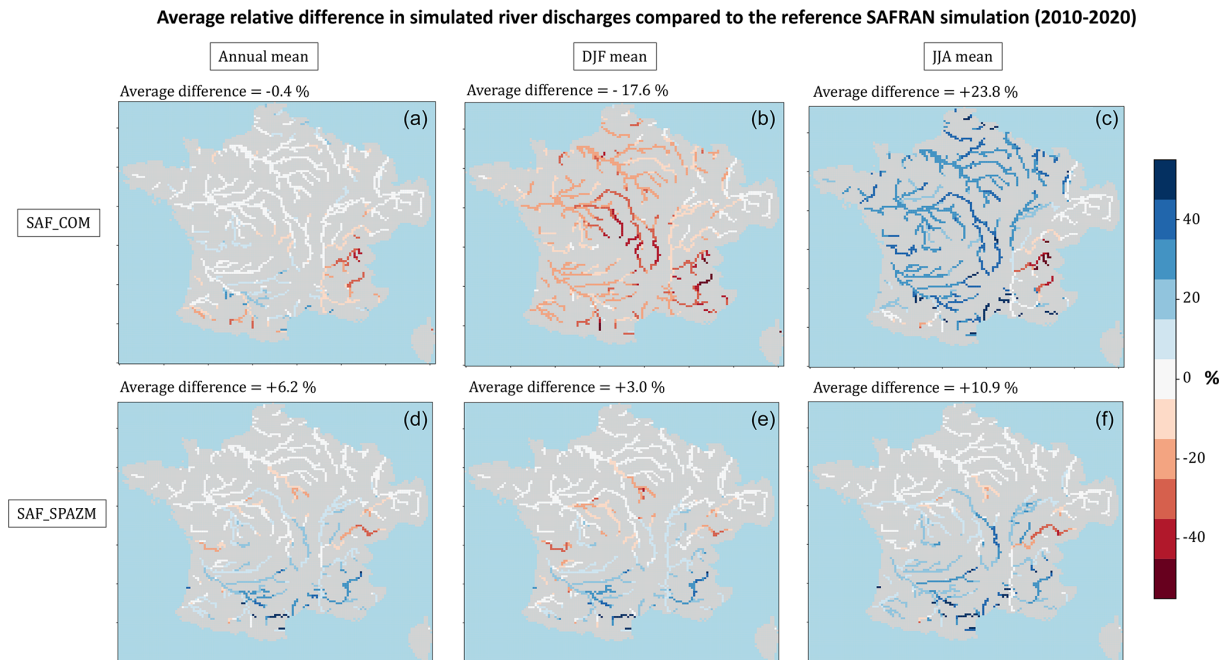 Average relative difference in simulated river discharges compared to the reference SAFRAN simulation (2010-2020)
Annual mean
DJF mean
JJA mean
Average difference = -0.4 %
Average difference = - 17.6 %
Average difference = +23.8 %
(a)
(b)
(c)
SAF_COM
40
20
0
%
-20
-40
Average difference = +6.2 %
Average difference = +3.0 %
Average difference = +10.9 %
(d)
(e)
(f)
SAF_SPAZM